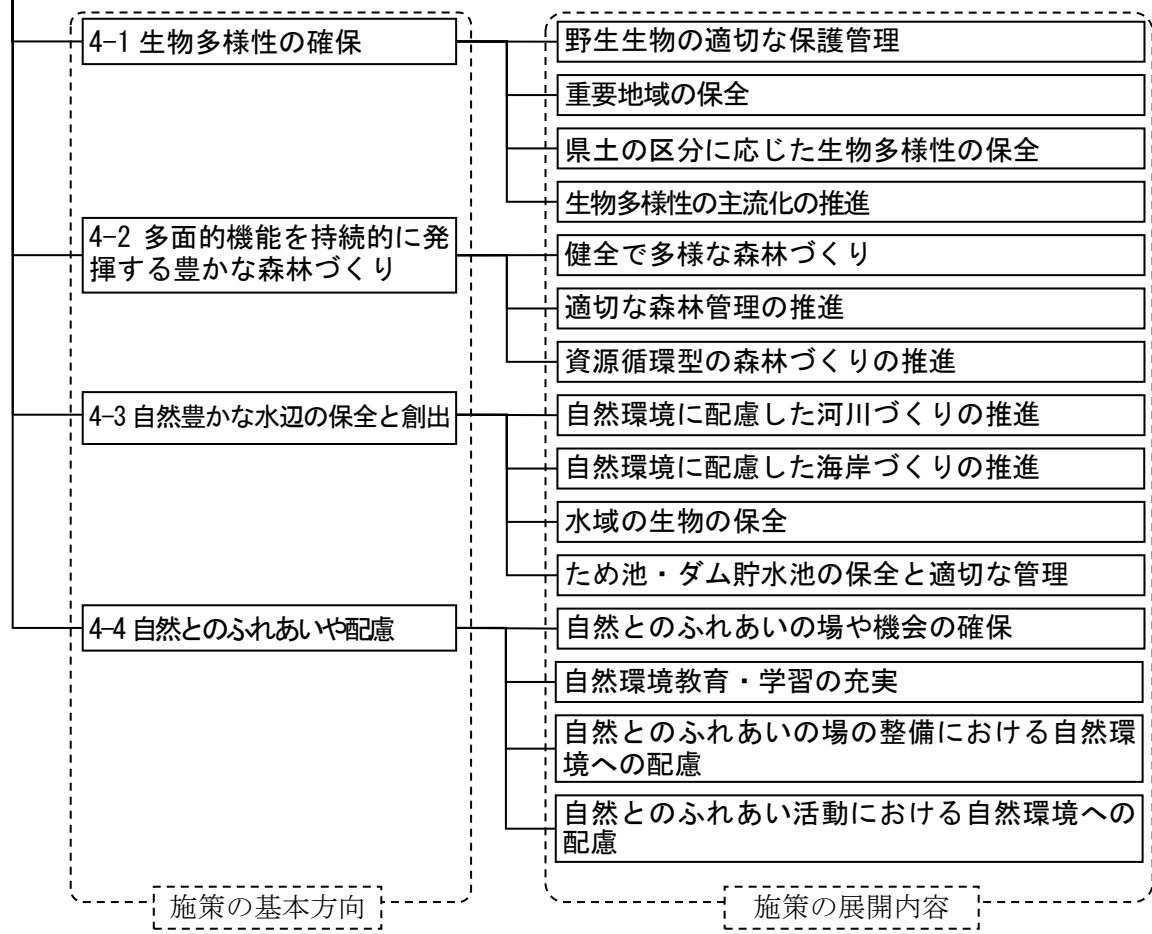 4-1 生物多様性の確保
野生生物の適切な保護管理
重要地域の保全
県土の区分に応じた生物多様性の保全
生物多様性の主流化の推進
4-2 多面的機能を持続的に発
揮する豊かな森林づくり
健全で多様な森林づくり
適切な森林管理の推進
資源循環型の森林づくりの推進
4-3 自然豊かな水辺の保全と創出
自然環境に配慮した河川づくりの推進
自然環境に配慮した海岸づくりの推進
水域の生物の保全
ため池・ダム貯水池の保全と適切な管理
4-4 自然とのふれあいや配慮
自然とのふれあいの場や機会の確保
自然環境教育・学習の充実
自然とのふれあいの場の整備における自然環
境への配慮
自然とのふれあい活動における自然環境への
配慮
施策の基本方向
施策の展開内容